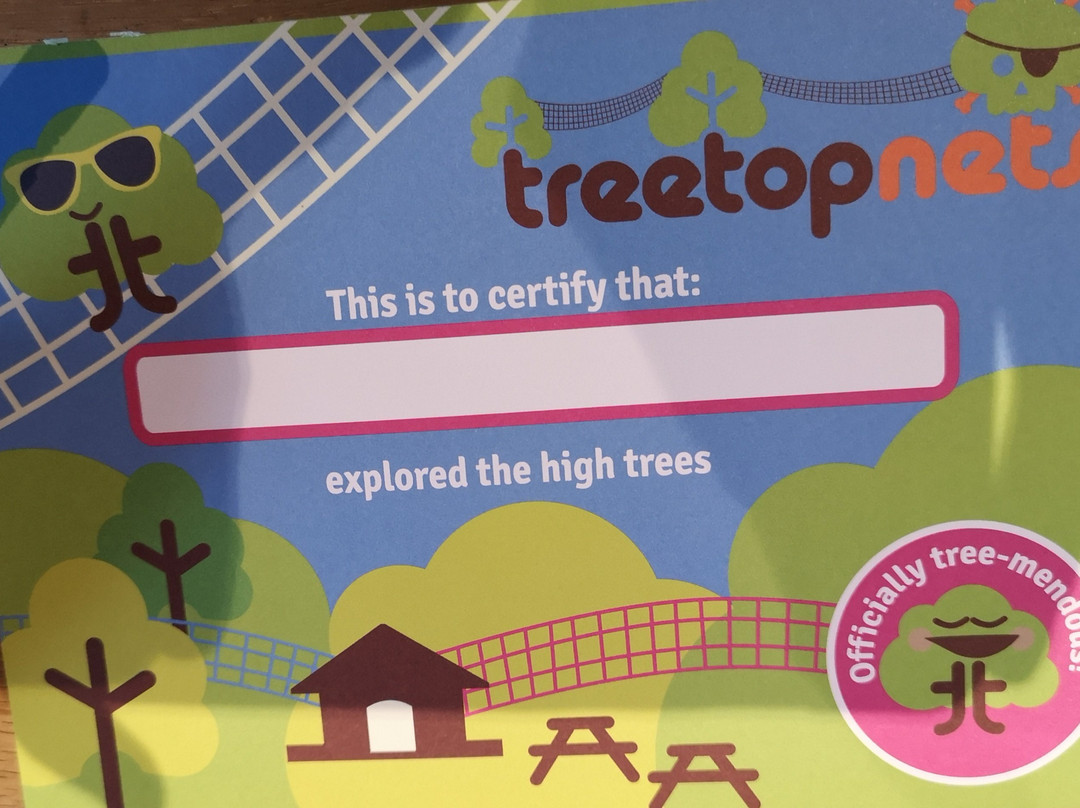 treetopnets
This is to certify that:
explored the high trees
Officially tree-mendous!